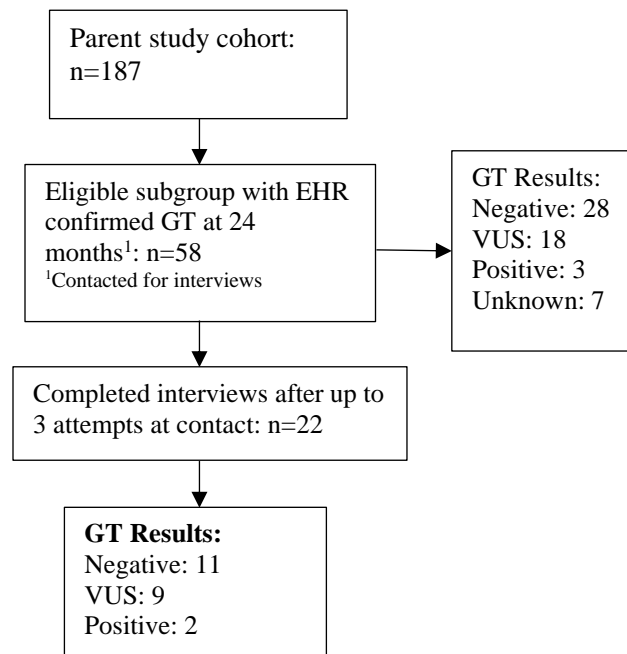 Parent study cohort:
n=187
Eligible subgroup with EHR
confirmed GT at 24
months¹: n=58
¹Contacted for interviews
GT Results:
Negative: 28
VUS: 18
Positive: 3
Unknown: 7
Completed interviews after up to
3 attempts at contact: n=22
GT Results:
Negative: 11
VUS: 9
Positive: 2